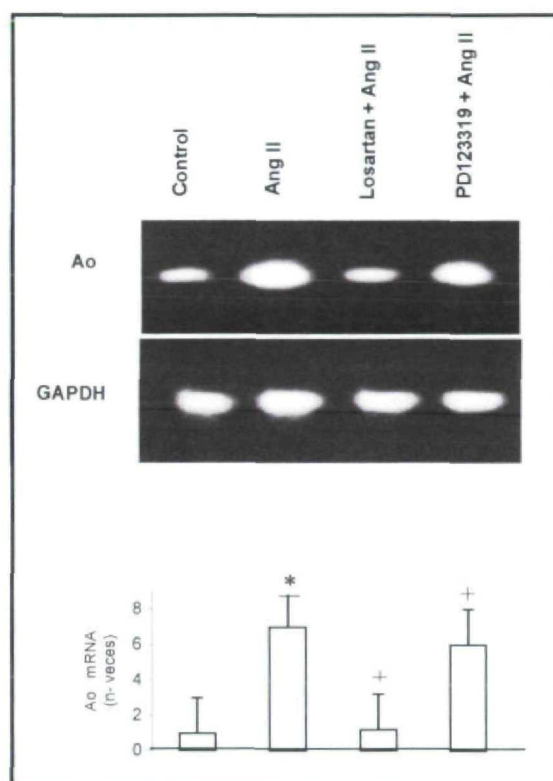 Control
Ang II
Losartan + Ang II
PD123319 + Ang II
Ao
GAPDH
*
+
+
8
6
4
2
0
Ao mRNA
(n- veces)